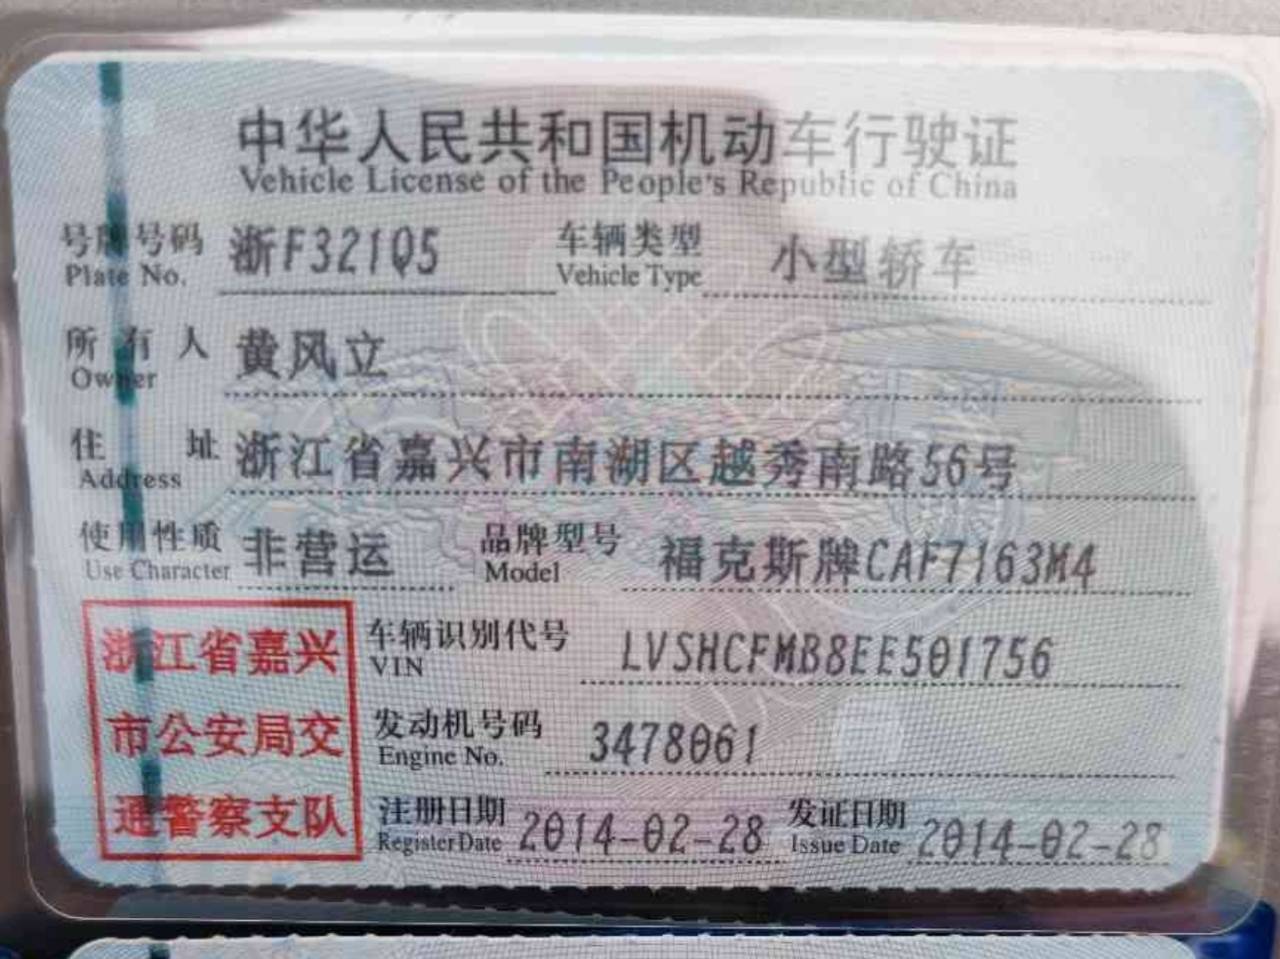 中华人民共和国机动车行驶证
Vehicle License of the People's Republic of China
号牌号码 浙F321Q5 车辆类型 小型轿车
Plate No. Vehicle Type
所有人 黄风立
Owner
住址 浙江省嘉兴市南湖区越秀南路56号
Address
使用性质 非营运 品牌型号 福克斯牌CAF7163M4
Use Character Model
浙江省嘉兴
市公安局交
通警察支队
车辆识别代号 LVSHCFMB8EE501756
VIN
发动机号码 3478061
Engine No.
注册日期 2014-02-28 发证日期 2014-02-28
Register Date Issue Date